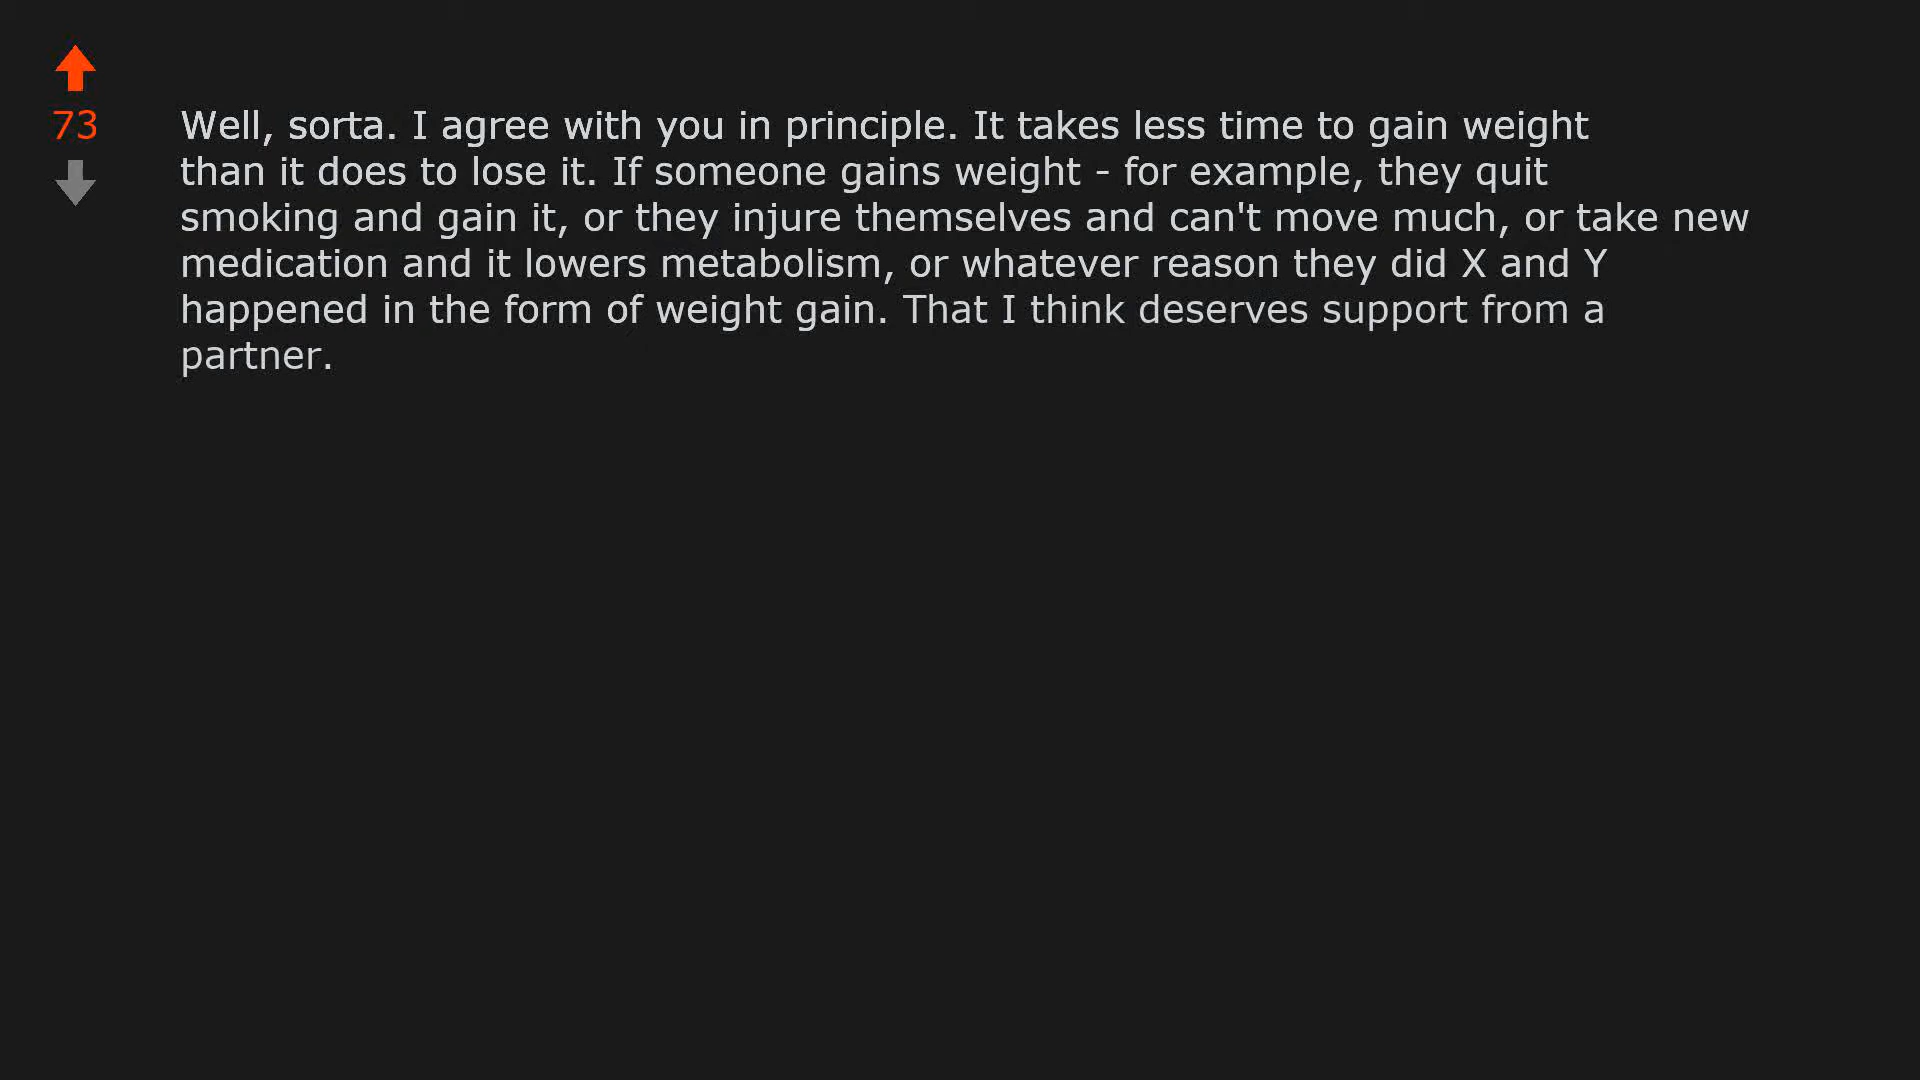 73
Well, sorta. I agree with you in principle. It takes less time to gain weight
than it does to lose it. If someone gains weight - for example, they quit
smoking and gain it, or they injure themselves and can't move much, or take new
medication and it lowers metabolism, or whatever reason they did X and Y
happened in the form of weight gain. That I think deserves support from a
partner.